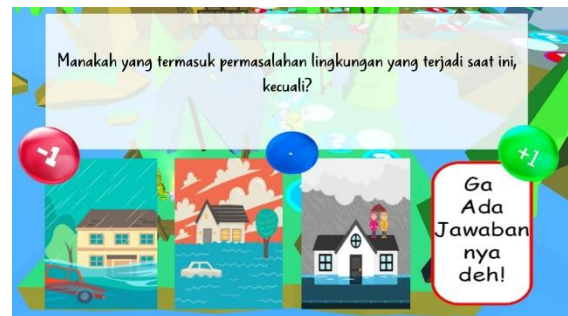 Manakah yang termasuk permasalahan lingkungan yang terjadi saat ini,
kecuali?
-1
+1
Ga
Ada
Jawaban
nya
deh!